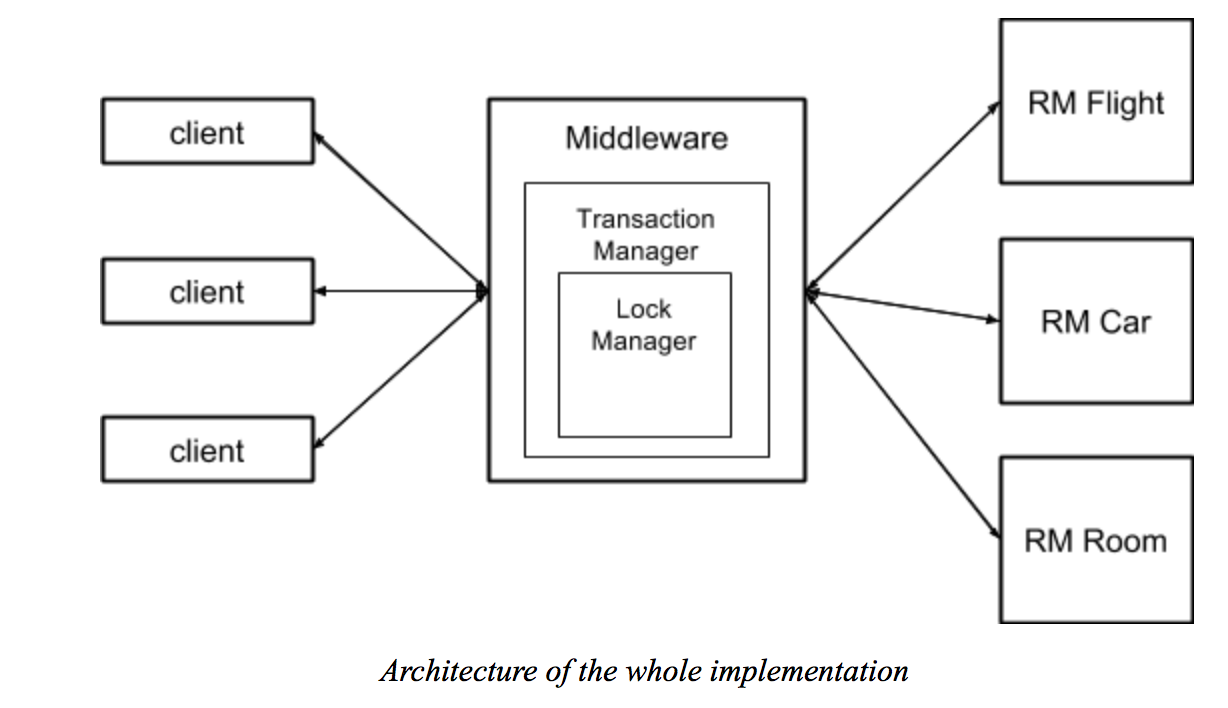 client
client
client
Middleware
Transaction
Manager
Lock
Manager
RM Flight
RM Car
RM Room
Architecture of the whole implementation